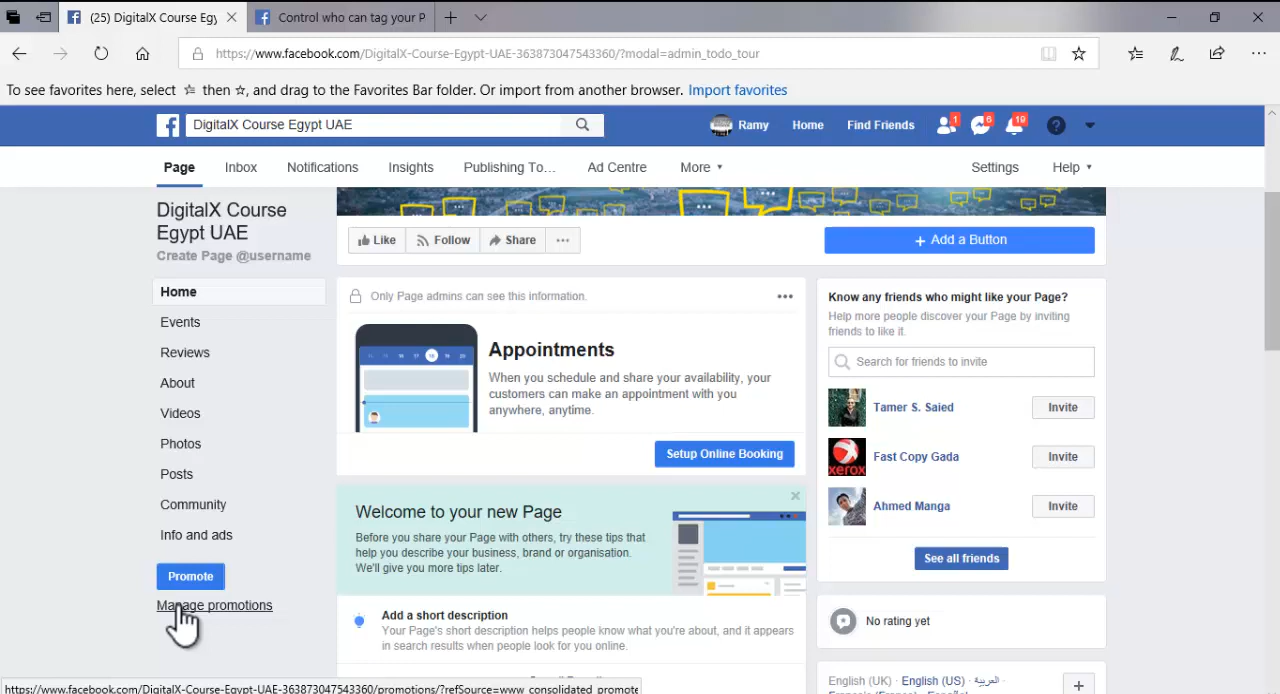 (25) DigitalX Course Egy
Control who can tag your P
https://www.facebook.com/DigitalX-Course-Egypt-UAE-363873047543360/?modal=admin_todo_tour
To see favorites here, select ☆ then ☆, and drag to the Favorites Bar folder. Or import from another browser. Import favorites
DigitalX Course Egypt UAE
Ramy Home Find Friends 1 6 19
Page Inbox Notifications Insights Publishing To... Ad Centre More Settings Help
DigitalX Course
Egypt UAE
Create Page @username
Like Follow Share ... + Add a Button
Home
Events
Reviews
About
Videos
Photos
Posts
Community
Info and ads
Promote
Manage promotions
Only Page admins can see this information.
Appointments
When you schedule and share your availability, your
customers can make an appointment with you
anywhere, anytime.
Setup Online Booking
Welcome to your new Page
Before you share your Page with others, try these tips that
help you describe your business, brand or organisation.
We'll give you more tips later.
Add a short description
Your Page's short description helps people know what you're about, and it appears
in search results when people look for you online.
Know any friends who might like your Page?
Help more people discover your Page by inviting
friends to like it.
Search for friends to invite
Tamer S. Saied Invite
xerox
Fast Copy Gada Invite
Ahmed Manga Invite
See all friends
No rating yet
English (UK) · English (US) · العربية ·
https://www.facebook.com/DigitalX-Course-Egypt-UAE-363873047543360/promotions/?refSource=www_consolidated_promote